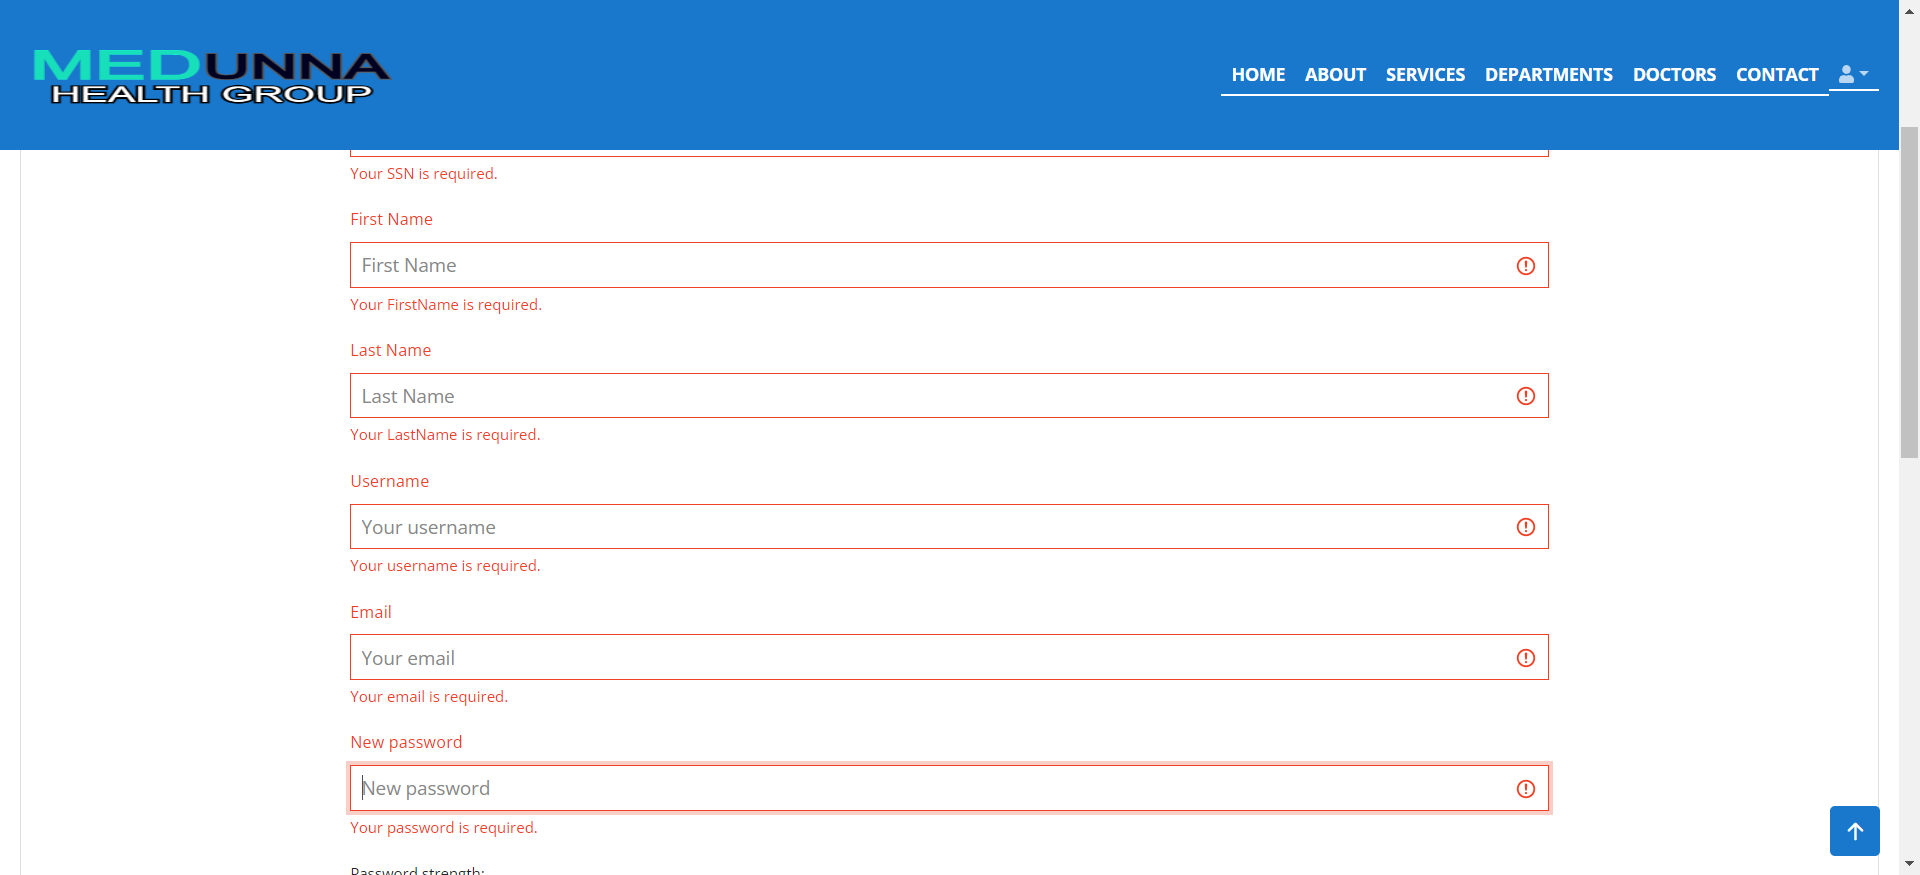 MEDUNNA
HEALTH GROUP
HOME ABOUT SERVICES DEPARTMENTS DOCTORS CONTACT
Your SSN is required.
First Name
First Name
Your FirstName is required.
Last Name
Last Name
Your LastName is required.
Username
Your username
Your username is required.
Email
Your email
Your email is required.
New password
New password
Your password is required.
Password strength: